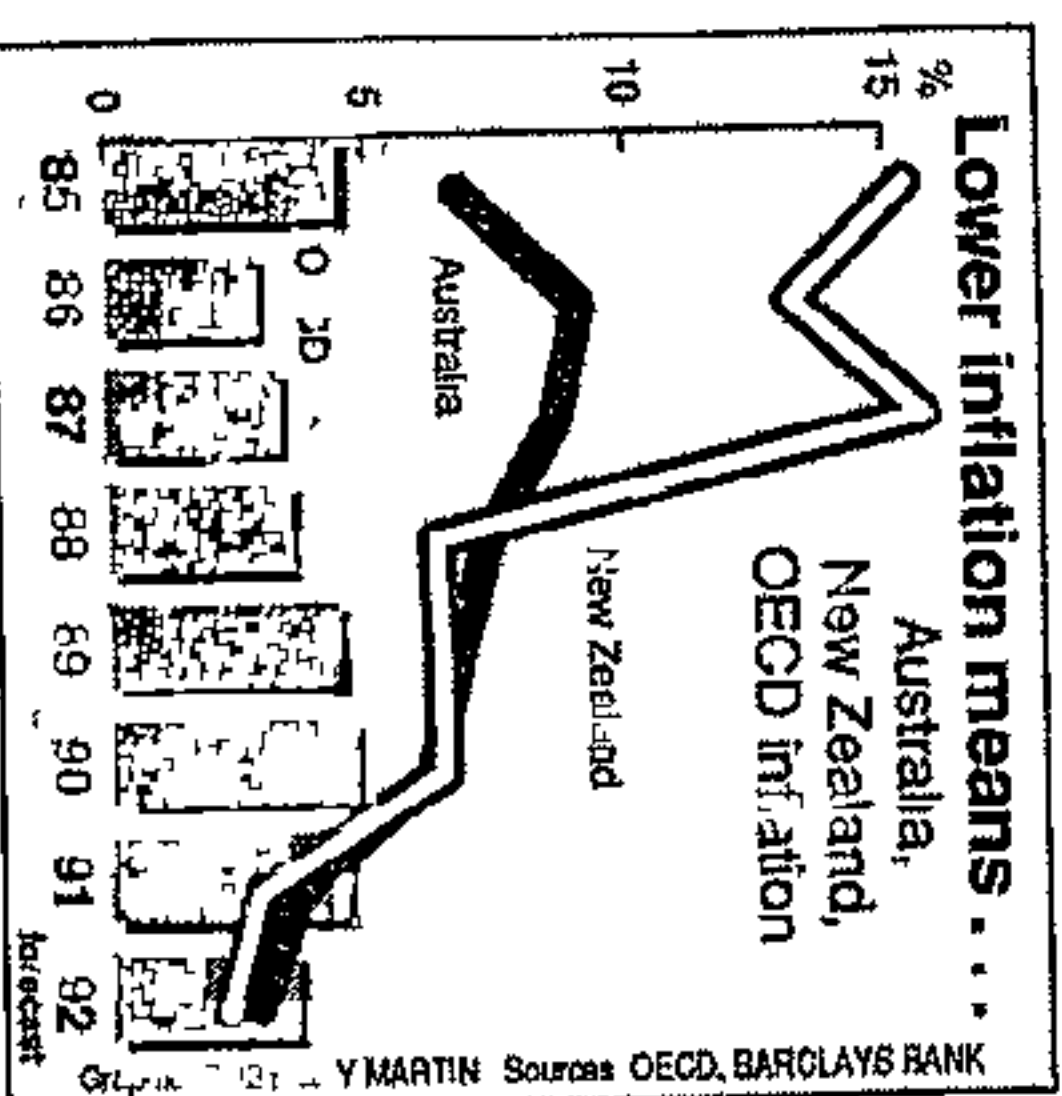 Lower inflation means . . .
Australia,
New Zealand,
OECD inflation
%
15
10
5
0
New Zealand
Australia
85 86 87 88 89 90 91 92
forecast
Y MARTIN Sources OECD, BARCLAYS BANK